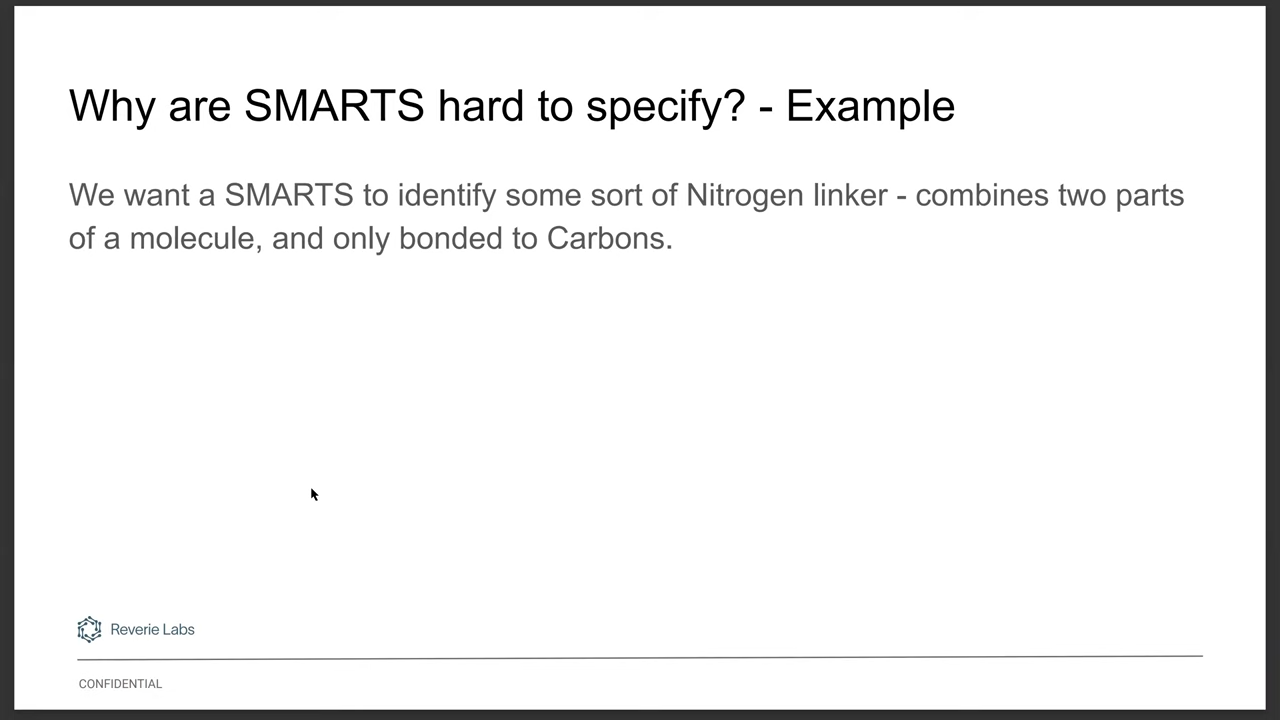 Why are SMARTS hard to specify? - Example
We want a SMARTS to identify some sort of Nitrogen linker - combines two parts
of a molecule, and only bonded to Carbons.
Reverie Labs
CONFIDENTIAL